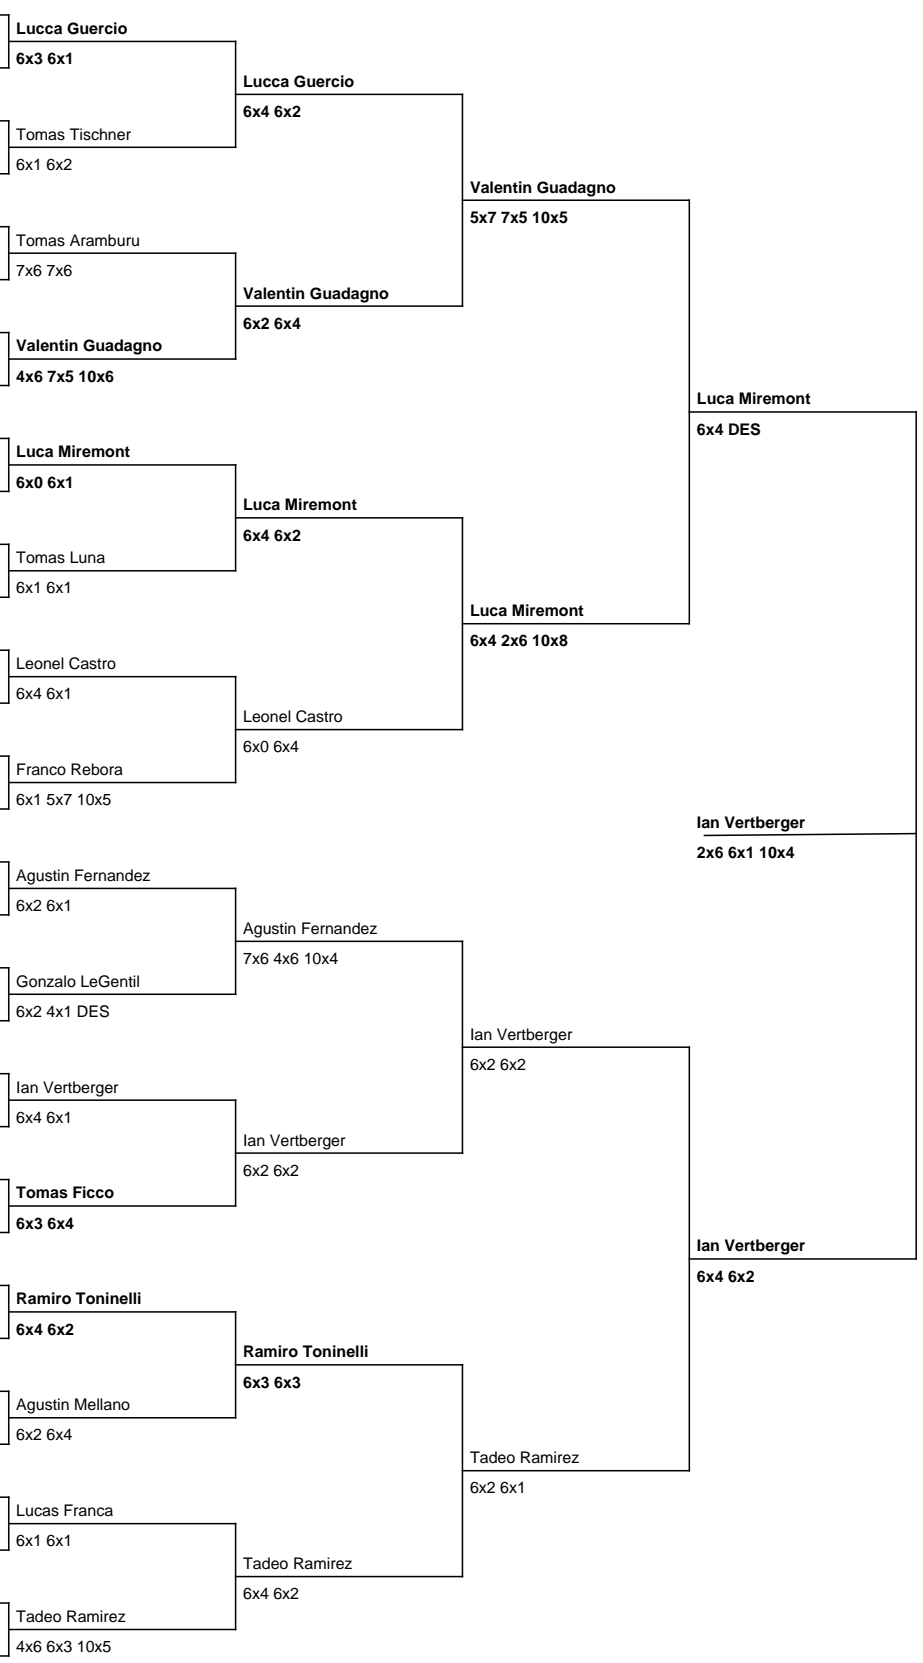 Lucca Guercio
6x3 6x1
Lucca Guercio
6x4 6x2
Tomas Tischner
6x1 6x2
Valentin Guadagno
5x7 7x5 10x5
Tomas Aramburu
7x6 7x6
Valentin Guadagno
6x2 6x4
Valentin Guadagno
4x6 7x5 10x6
Luca Miremont
6x4 DES
Luca Miremont
6x0 6x1
Luca Miremont
6x4 6x2
Tomas Luna
6x1 6x1
Luca Miremont
6x4 2x6 10x8
Leonel Castro
6x4 6x1
Leonel Castro
6x0 6x4
Franco Rebora
6x1 5x7 10x5
Ian Vertberger
2x6 6x1 10x4
Agustin Fernandez
6x2 6x1
Agustin Fernandez
7x6 4x6 10x4
Gonzalo LeGentil
6x2 4x1 DES
Ian Vertberger
6x2 6x2
Ian Vertberger
6x4 6x1
Ian Vertberger
6x2 6x2
Tomas Ficco
6x3 6x4
Ian Vertberger
6x4 6x2
Ramiro Toninelli
6x4 6x2
Ramiro Toninelli
6x3 6x3
Agustin Mellano
6x2 6x4
Tadeo Ramirez
6x2 6x1
Lucas Franca
6x1 6x1
Tadeo Ramirez
6x4 6x2
Tadeo Ramirez
4x6 6x3 10x5